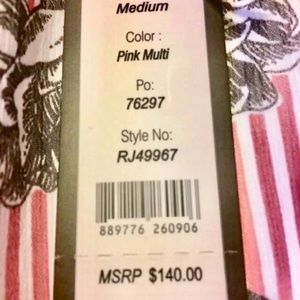 Medium
Color :
Pink Multi
Po:
76297
Style No:
RJ49967
889776 260906
MSRP $140.00